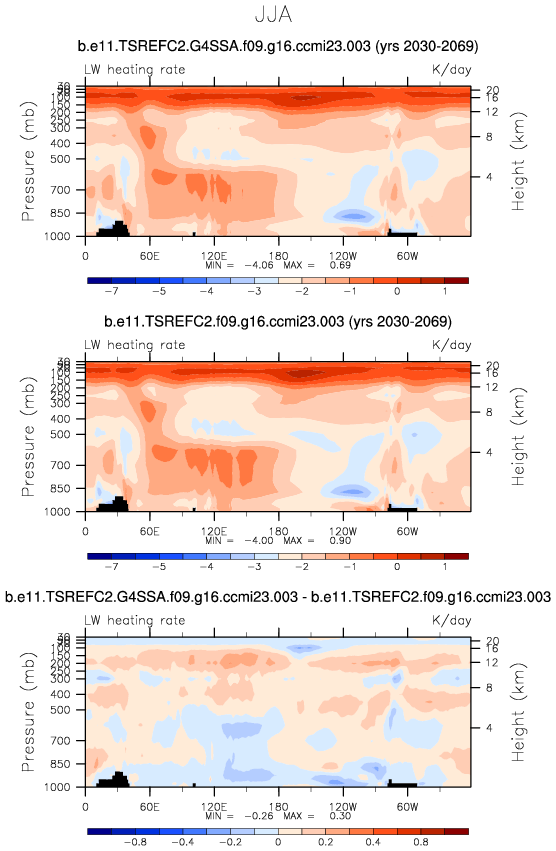 JJA
b.e11.TSREFC2.G4SSA.f09.g16.ccmi23.003 (yrs 2030-2069)
LW heating rate K/day
Pressure (mb)
30
100
150
200
250
300
400
500
700
850
1000
20
16
12
8
4
Height (km)
0 60E 120E 180 120W 60W
MIN = -4.06 MAX = 0.69
-7 -5 -4 -3 -2 -1 0 1
b.e11.TSREFC2.f09.g16.ccmi23.003 (yrs 2030-2069)
LW heating rate K/day
Pressure (mb)
30
100
150
200
250
300
400
500
700
850
1000
20
16
12
8
4
Height (km)
0 60E 120E 180 120W 60W
MIN = -4.00 MAX = 0.90
-7 -5 -4 -3 -2 -1 0 1
b.e11.TSREFC2.G4SSA.f09.g16.ccmi23.003 - b.e11.TSREFC2.f09.g16.ccmi23.003
LW heating rate K/day
Pressure (mb)
30
100
150
200
250
300
400
500
700
850
1000
20
16
12
8
4
Height (km)
0 60E 120E 180 120W 60W
MIN = -0.26 MAX = 0.30
-0.8 -0.4 -0.2 0 0.2 0.4 0.8